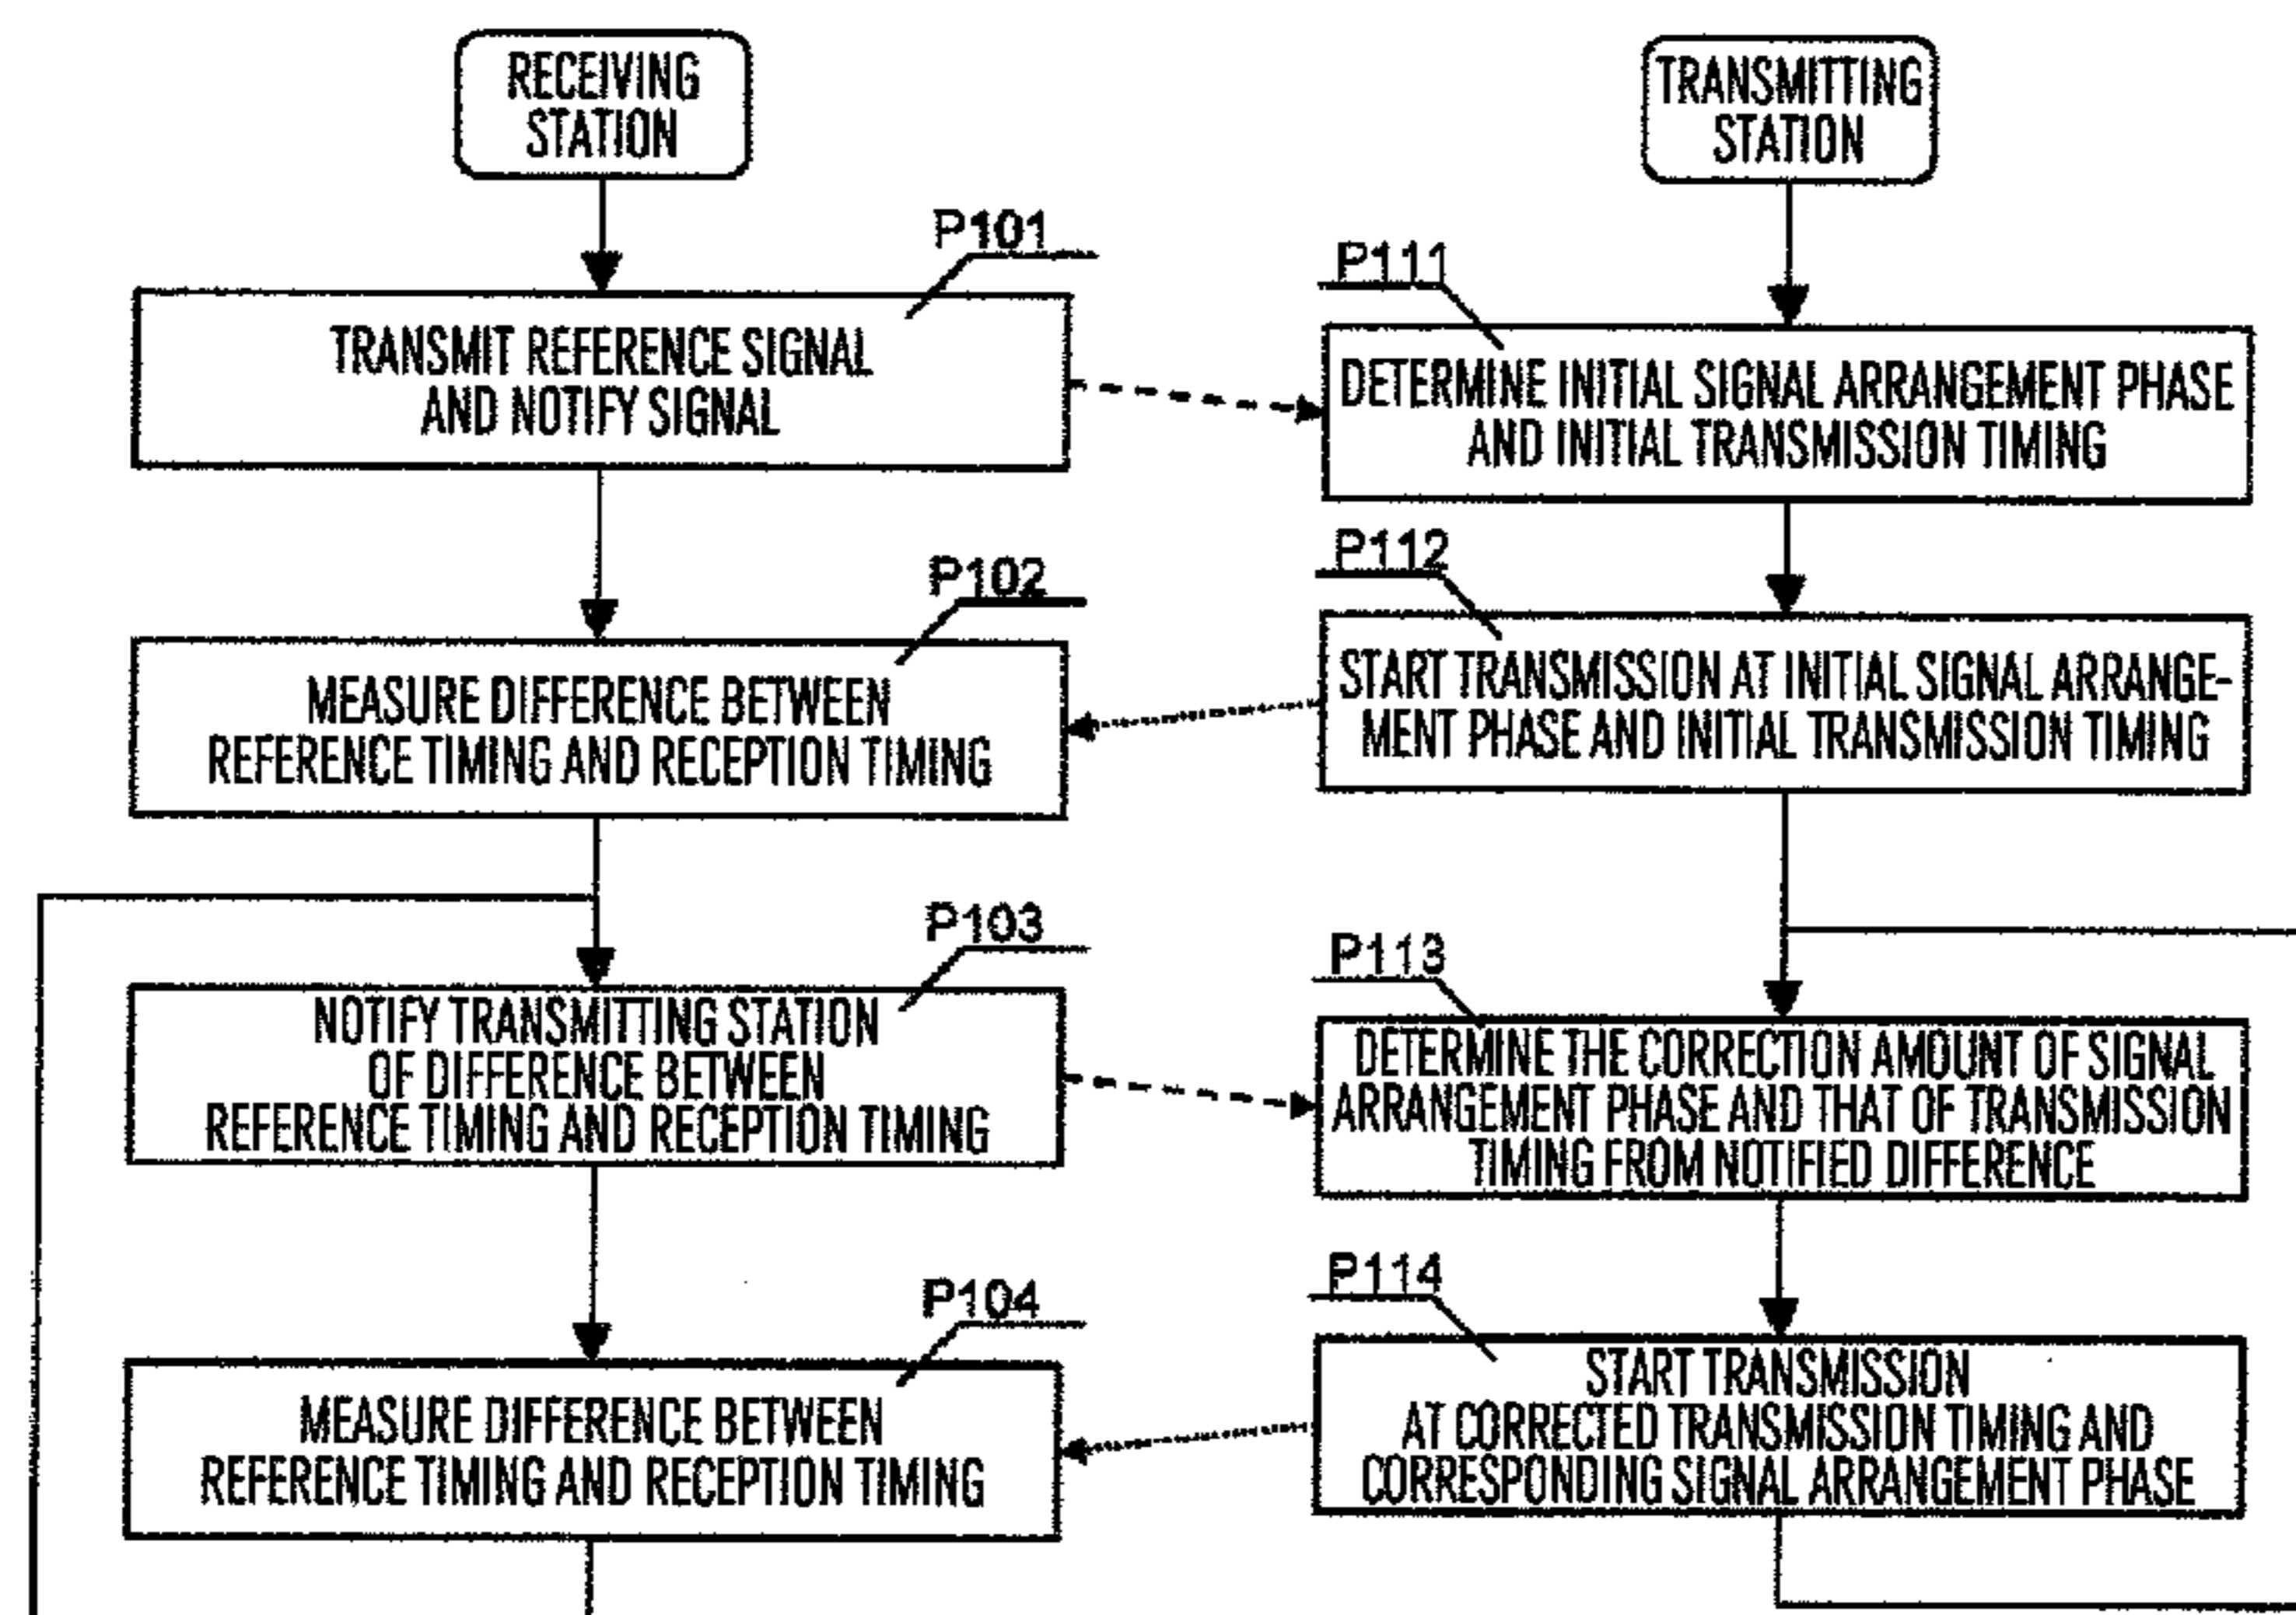 RECEIVING
STATION
TRANSMITTING
STATION
P101
TRANSMIT REFERENCE SIGNAL
AND NOTIFY SIGNAL
P111
DETERMINE INITIAL SIGNAL ARRANGEMENT PHASE
AND INITIAL TRANSMISSION TIMING
P102
MEASURE DIFFERENCE BETWEEN
REFERENCE TIMING AND RECEPTION TIMING
P112
START TRANSMISSION AT INITIAL SIGNAL ARRANGE-
MENT PHASE AND INITIAL TRANSMISSION TIMING
P103
NOTIFY TRANSMITTING STATION
OF DIFFERENCE BETWEEN
REFERENCE TIMING AND RECEPTION TIMING
P113
DETERMINE THE CORRECTION AMOUNT OF SIGNAL
ARRANGEMENT PHASE AND THAT OF TRANSMISSION
TIMING FROM NOTIFIED DIFFERENCE
P104
MEASURE DIFFERENCE BETWEEN
REFERENCE TIMING AND RECEPTION TIMING
P114
START TRANSMISSION
AT CORRECTED TRANSMISSION TIMING AND
CORRESPONDING SIGNAL ARRANGEMENT PHASE